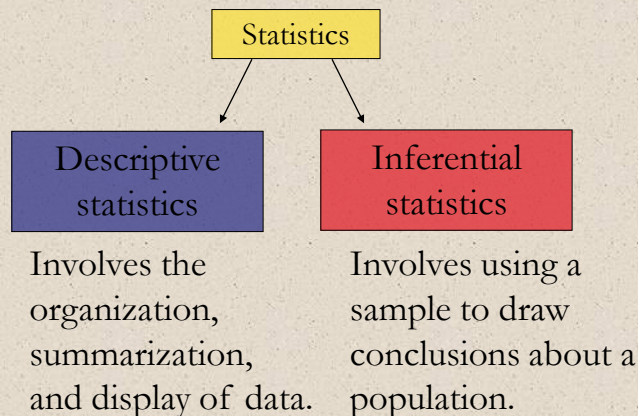 Statistics
Descriptive
statistics
Inferential
statistics
Involves the
organization,
summarization,
and display of data.
Involves using a
sample to draw
conclusions about a
population.